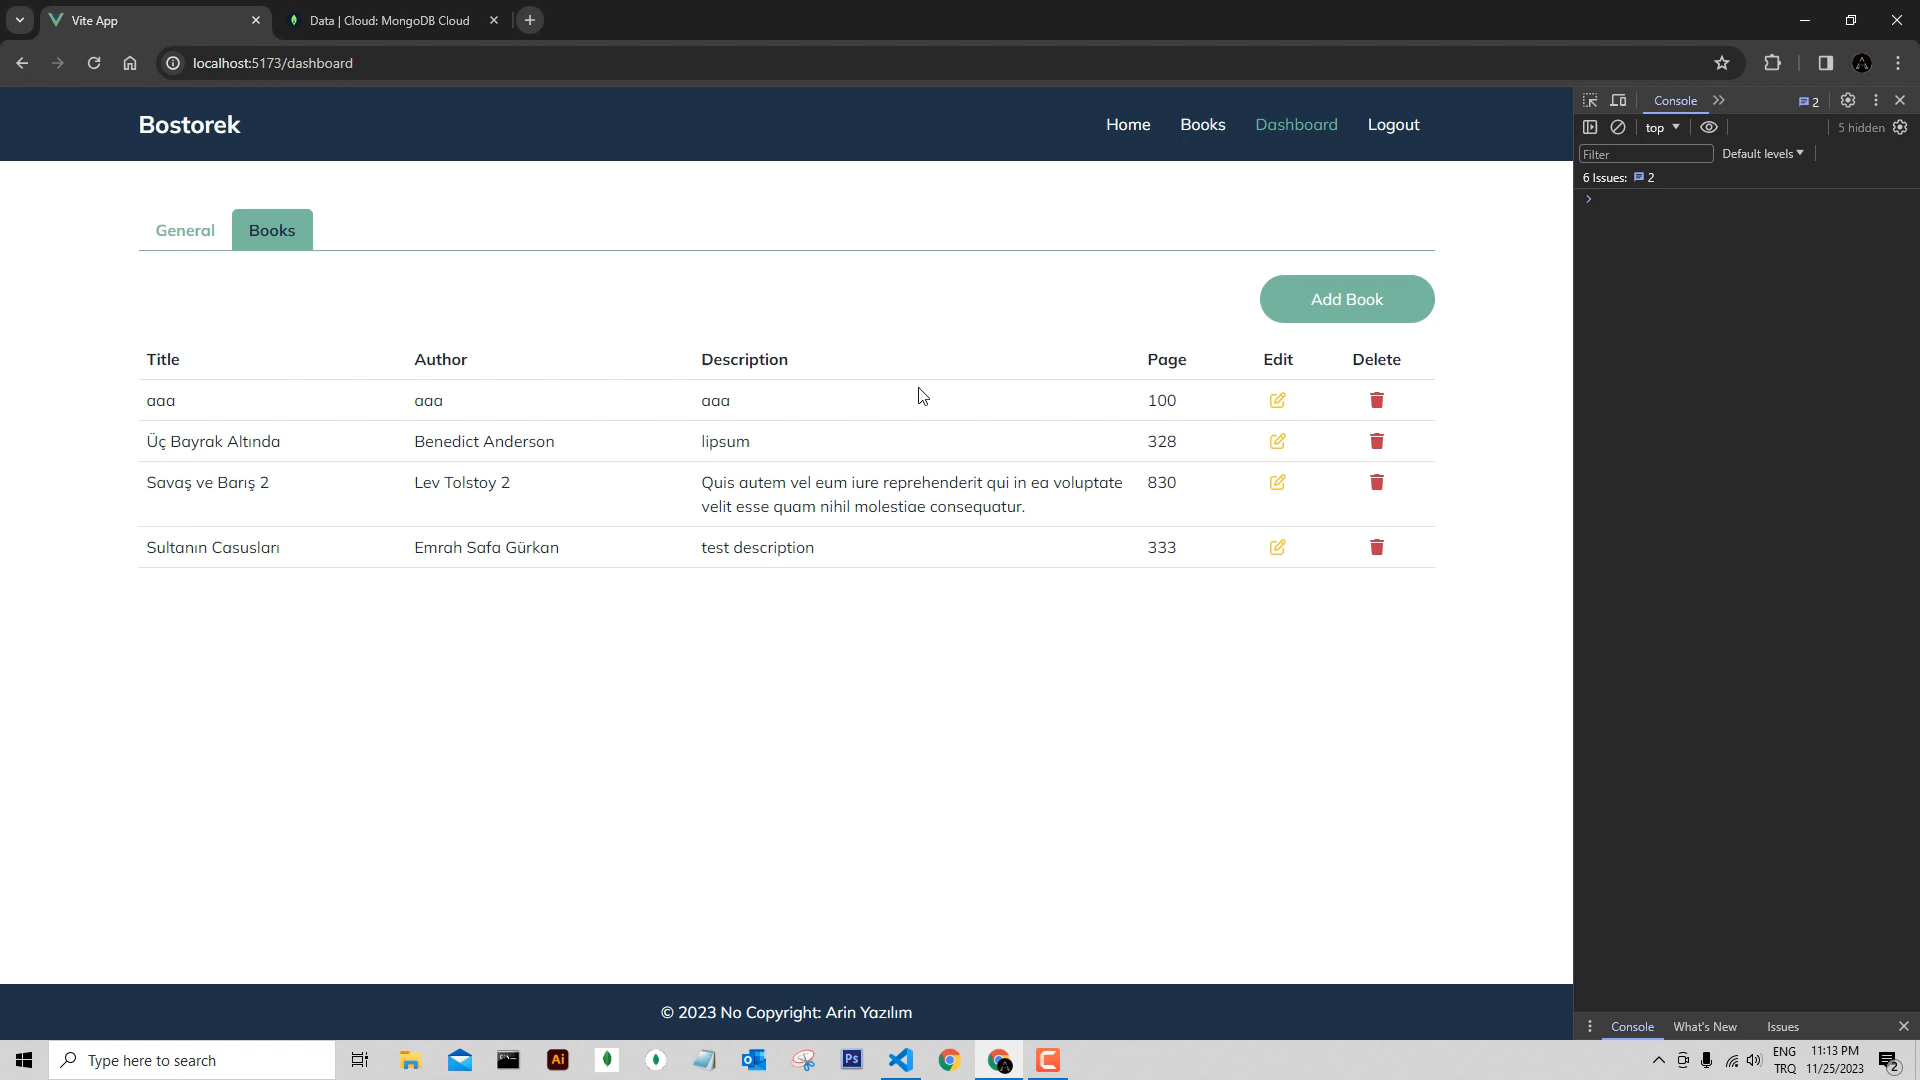 Vite App
Data | Cloud: MongoDB Cloud
localhost:5173/dashboard
Bostorek
Home Books Dashboard Logout
General Books
Add Book
Title Author Description Page Edit Delete
aaa aaa aaa 100
Üç Bayrak Altında Benedict Anderson lipsum 328
Savaş ve Barış 2 Lev Tolstoy 2 Quis autem vel eum iure reprehenderit qui in ea voluptate 830
velit esse quam nihil molestiae consequatur.
Sultanın Casusları Emrah Safa Gürkan test description 333
© 2023 No Copyright: Arin Yazılım
Console 2
top 5 hidden
Filter Default levels
6 Issues: 2
Console What's New Issues
Type here to search
Ai
Ps
ENG 11:13 PM
TRQ 11/25/2023
2